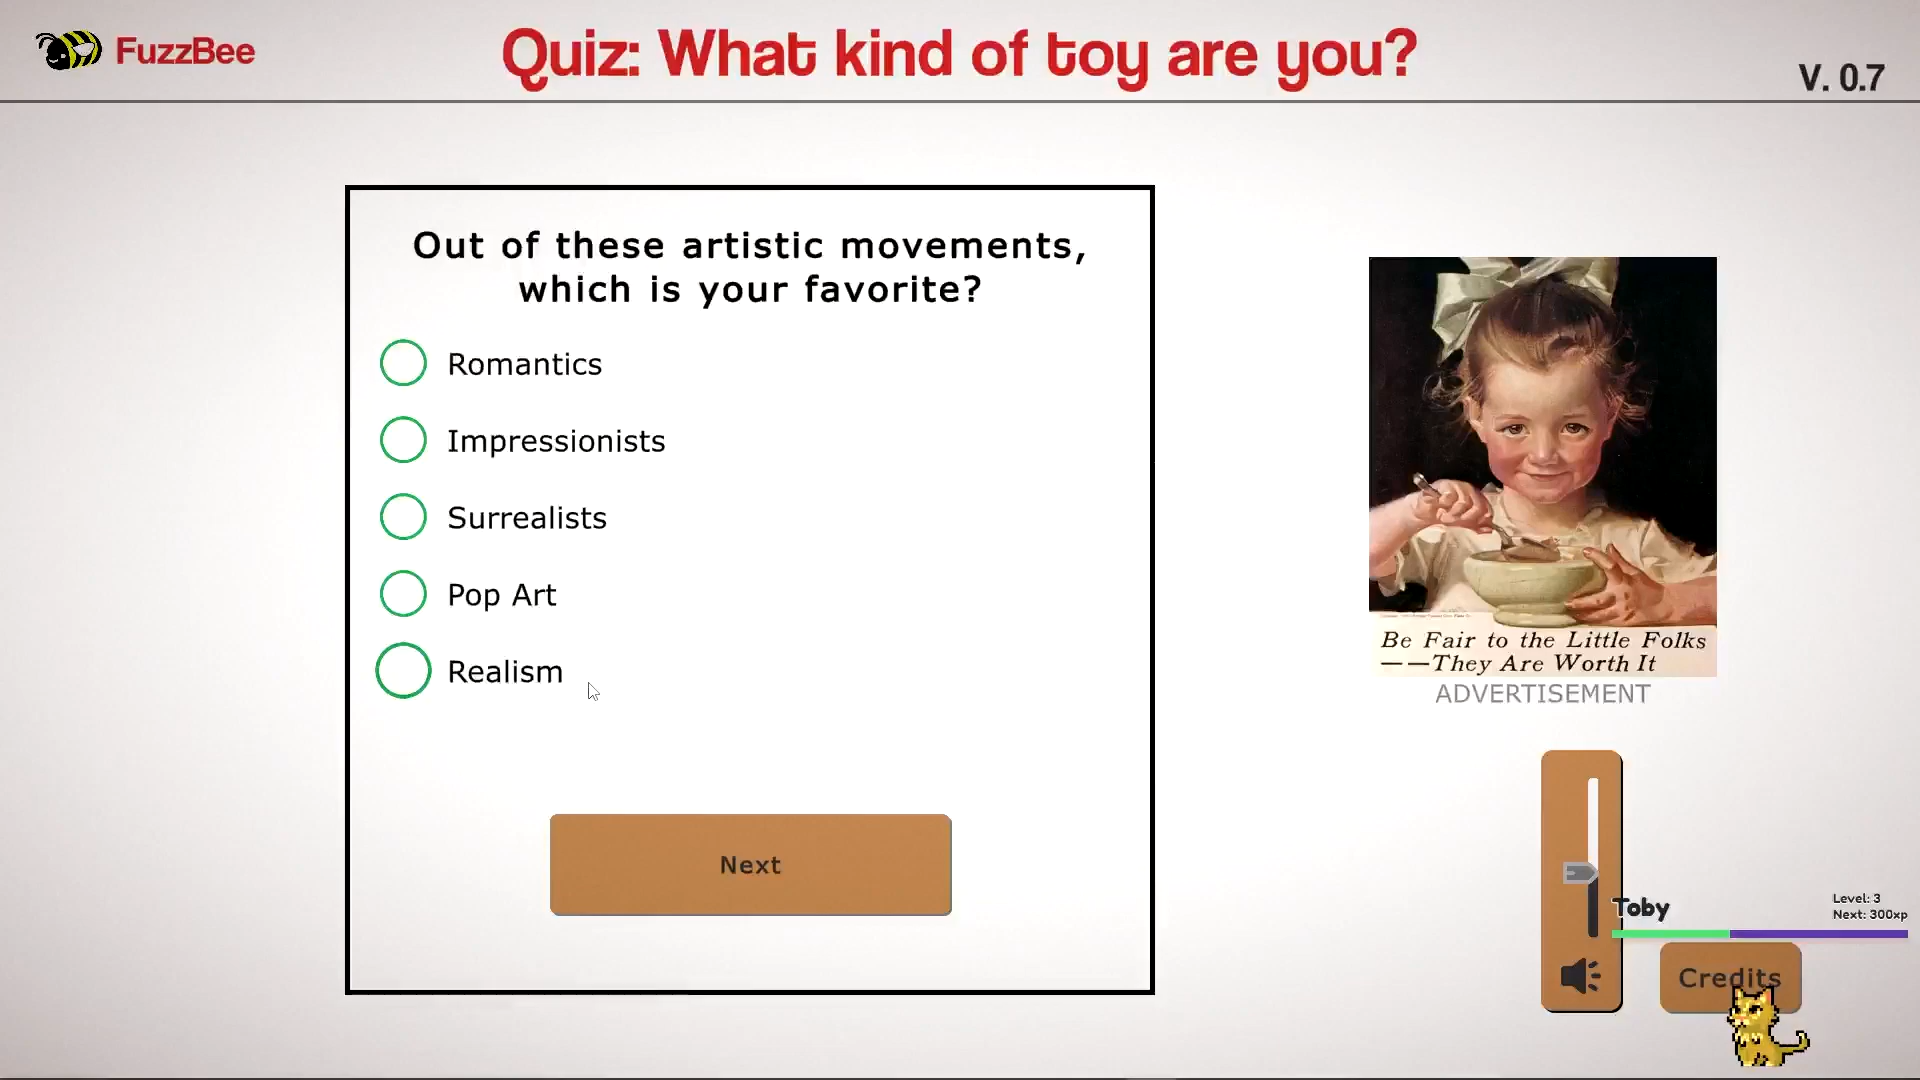 FuzzBee
Quiz: What kind of toy are you?
V. 0.7
Out of these artistic movements,
which is your favorite?
Romantics
Impressionists
Surrealists
Pop Art
Realism
Next
Be Fair to the Little Folks
——They Are Worth It
ADVERTISEMENT
Toby
Level: 3
Next: 300xp
Credits